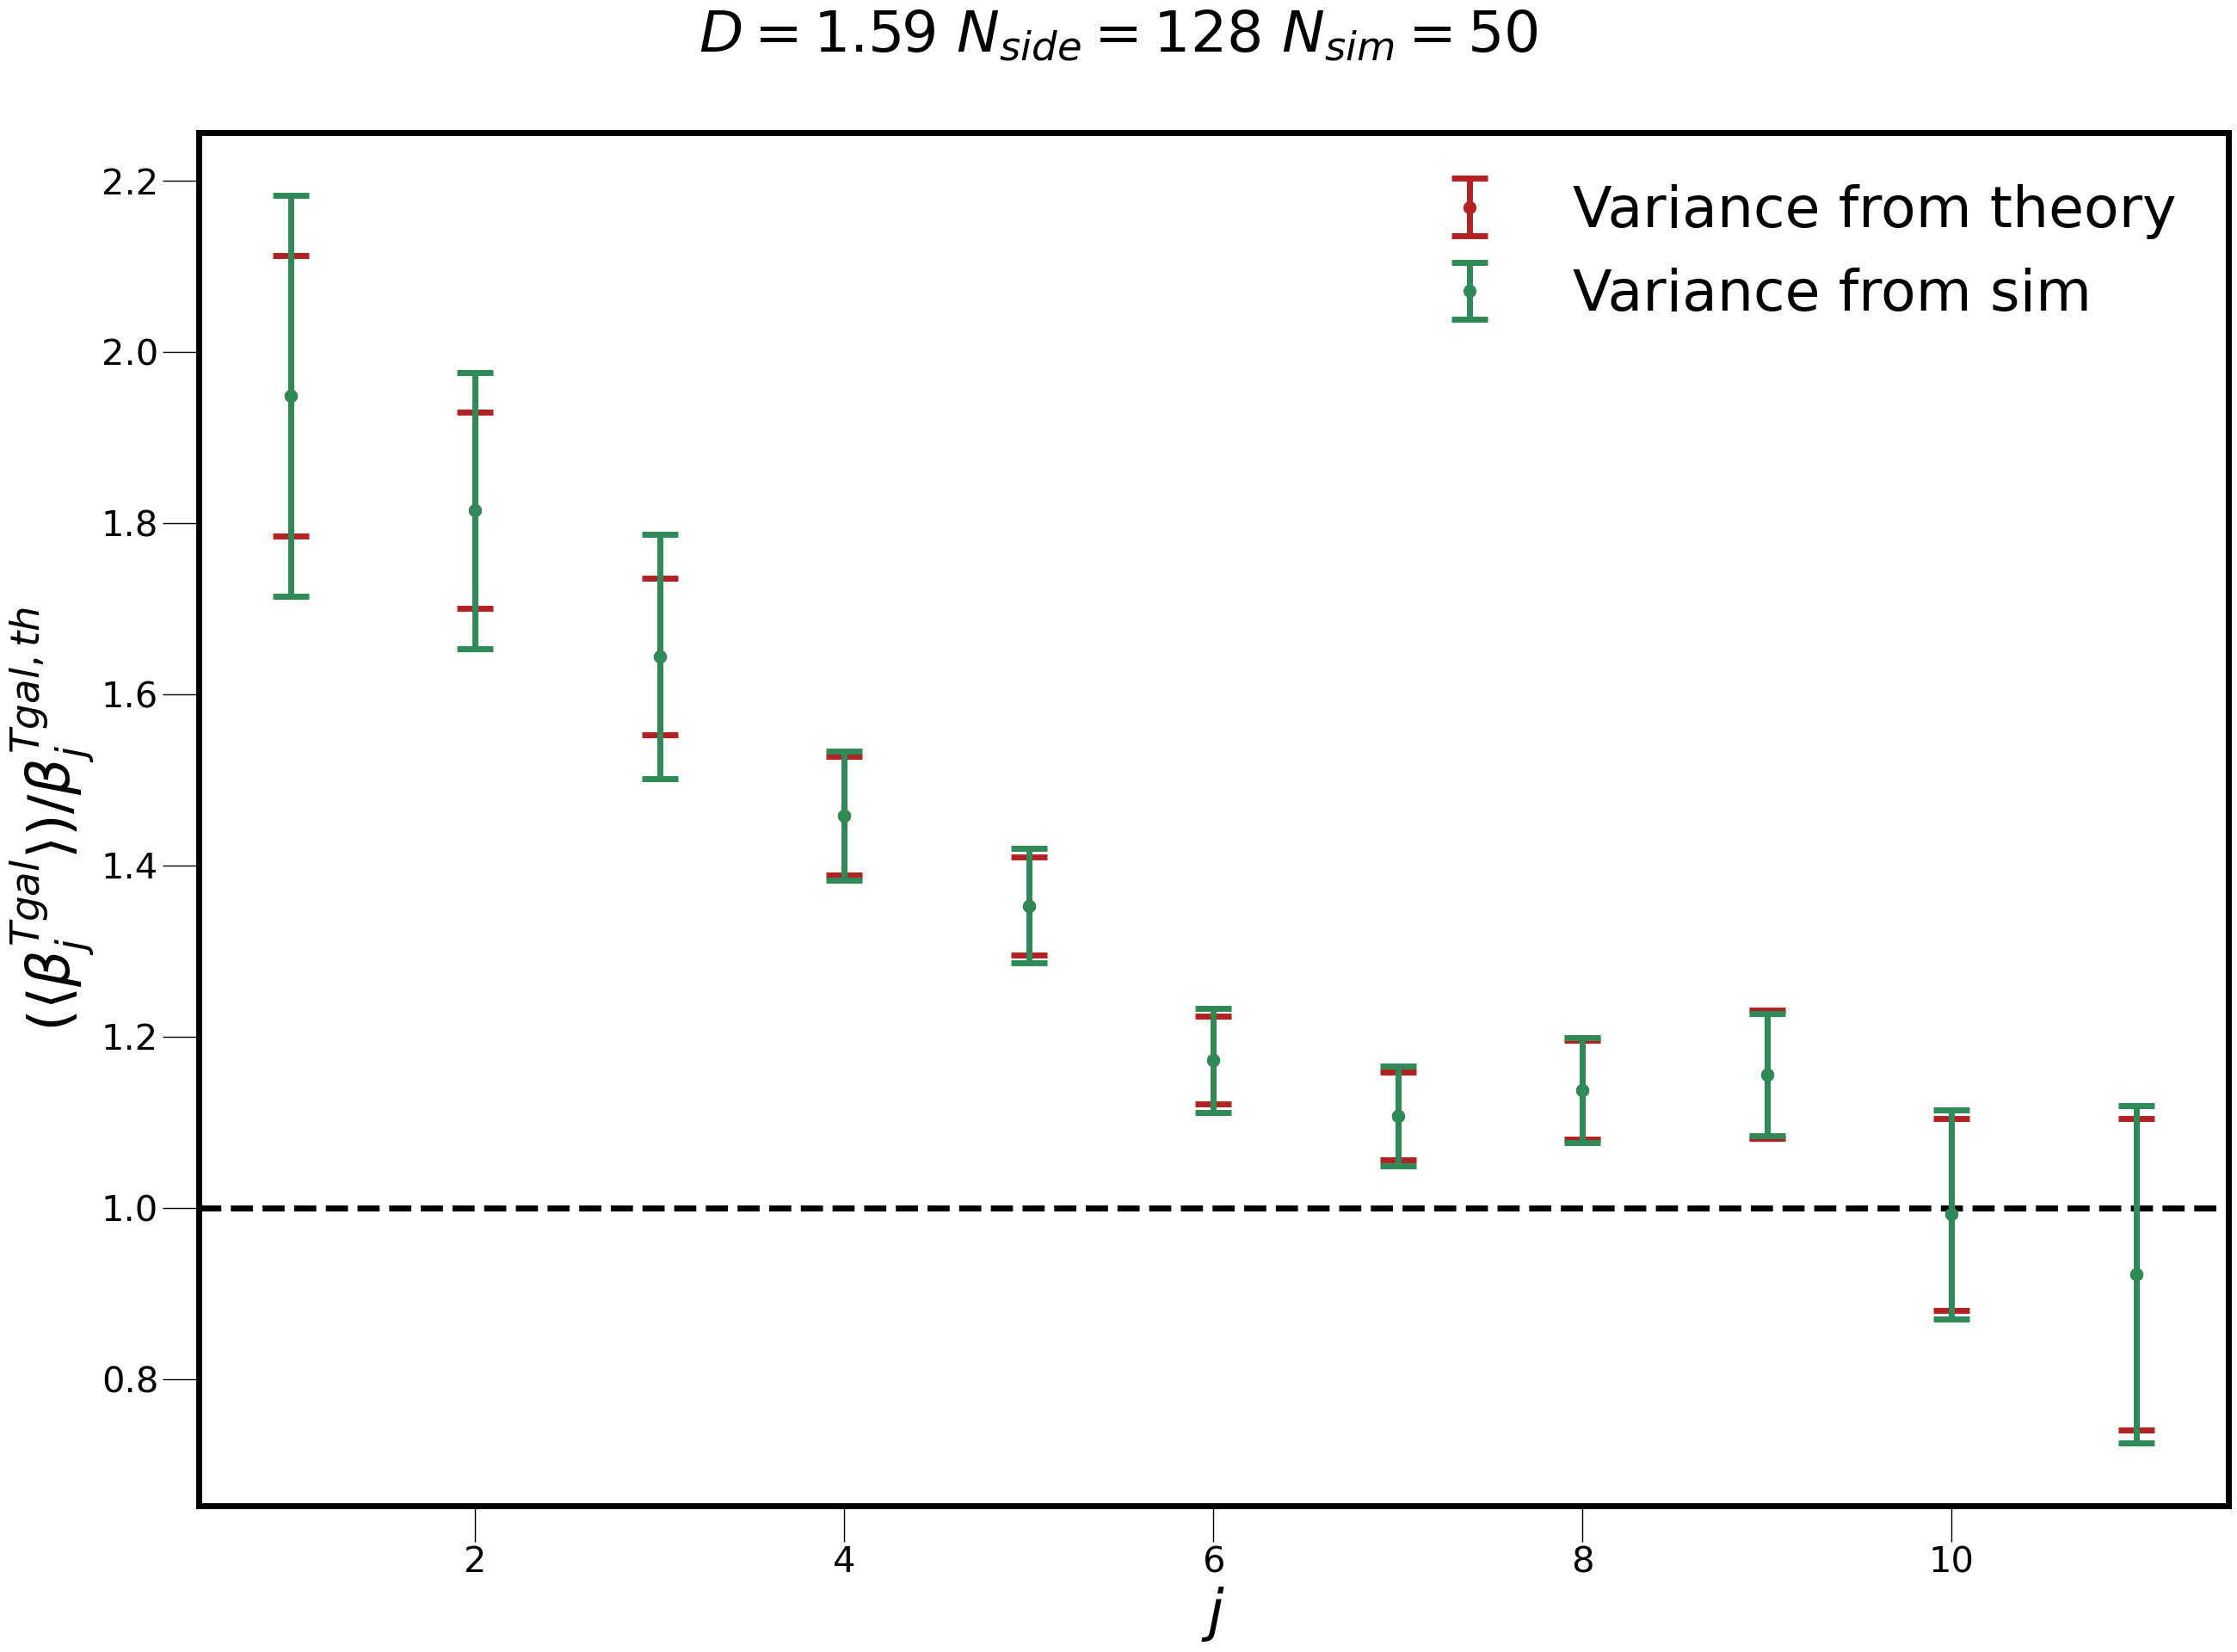 D = 1.59 N_side = 128 N_sim = 50
Variance from theory
Variance from sim
(⟨β_j^{Tgal}⟩)/β_j^{Tgal, th}
2.2
2.0
1.8
1.6
1.4
1.2
1.0
0.8
2 4 6 8 10
j